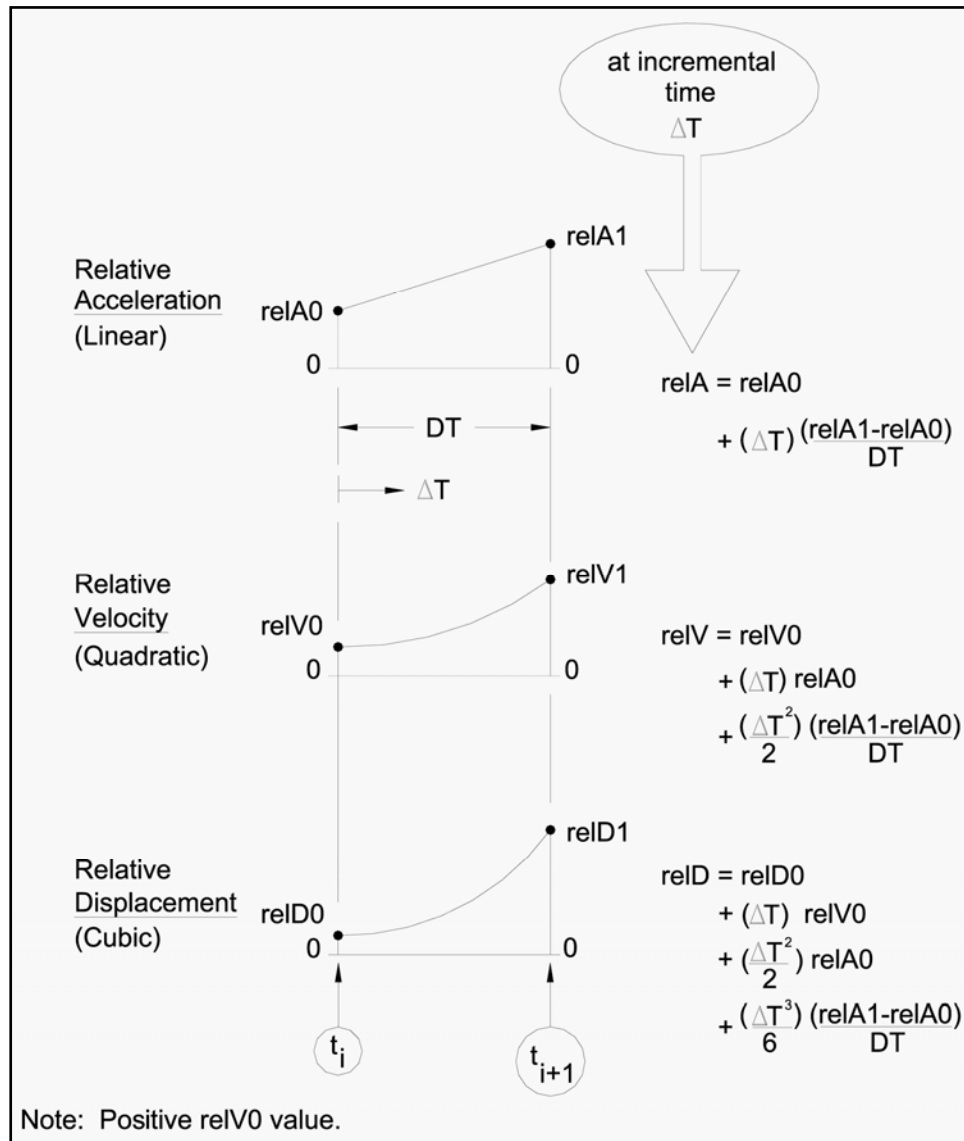 at incremental
time
ΔT
Relative
Acceleration
(Linear)
relA0
relA1
0
0
relA = relA0
+ (ΔT) (relA1-relA0)
DT
DT
ΔT
Relative
Velocity
(Quadratic)
relV0
relV1
0
0
relV = relV0
+ (ΔT) relA0
+ (ΔT²) (relA1-relA0)
2 DT
Relative
Displacement
(Cubic)
relD0
relD1
0
0
relD = relD0
+ (ΔT) relV0
+ (ΔT²) relA0
2
+ (ΔT³) (relA1-relA0)
6 DT
t i
t i+1
Note: Positive relV0 value.